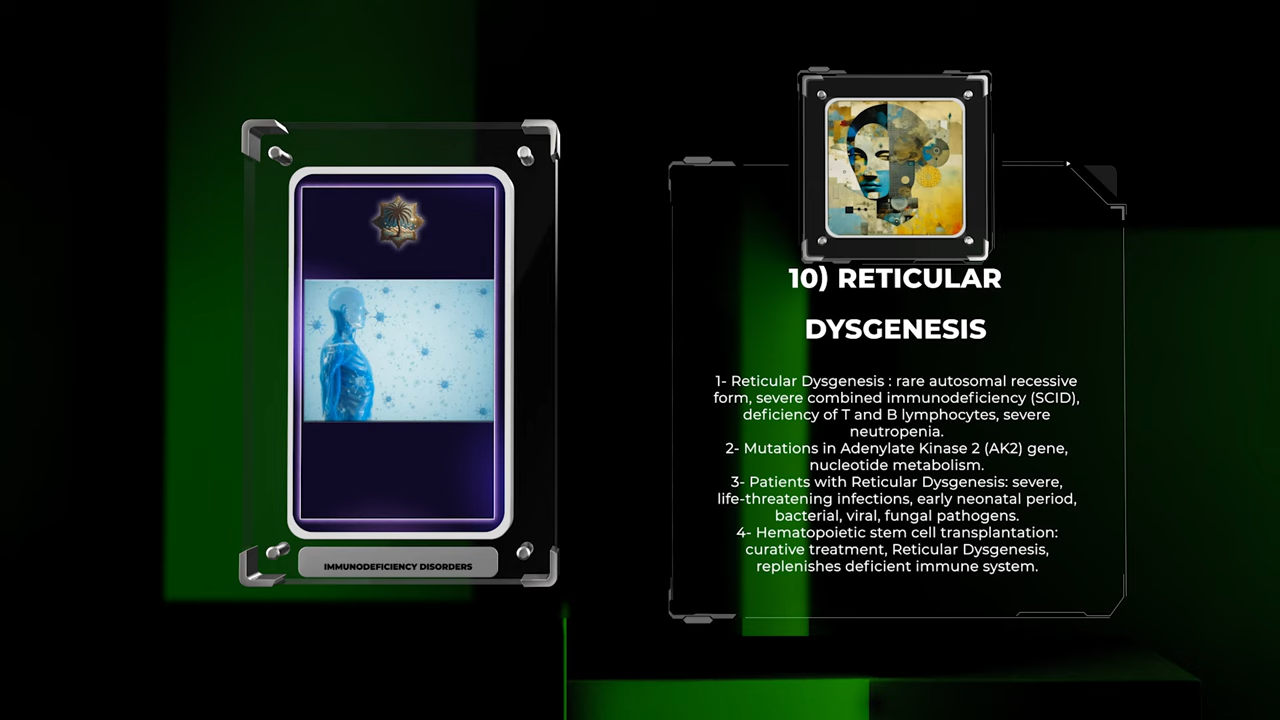 10) RETICULAR
DYSGENESIS
1- Reticular Dysgenesis : rare autosomal recessive
form, severe combined immunodeficiency (SCID),
deficiency of T and B lymphocytes, severe
neutropenia.
2- Mutations in Adenylate Kinase 2 (AK2) gene,
nucleotide metabolism.
3- Patients with Reticular Dysgenesis: severe,
life-threatening infections, early neonatal period,
bacterial, viral, fungal pathogens.
4- Hematopoietic stem cell transplantation:
curative treatment, Reticular Dysgenesis,
replenishes deficient immune system.
IMMUNODEFICIENCY DISORDERS